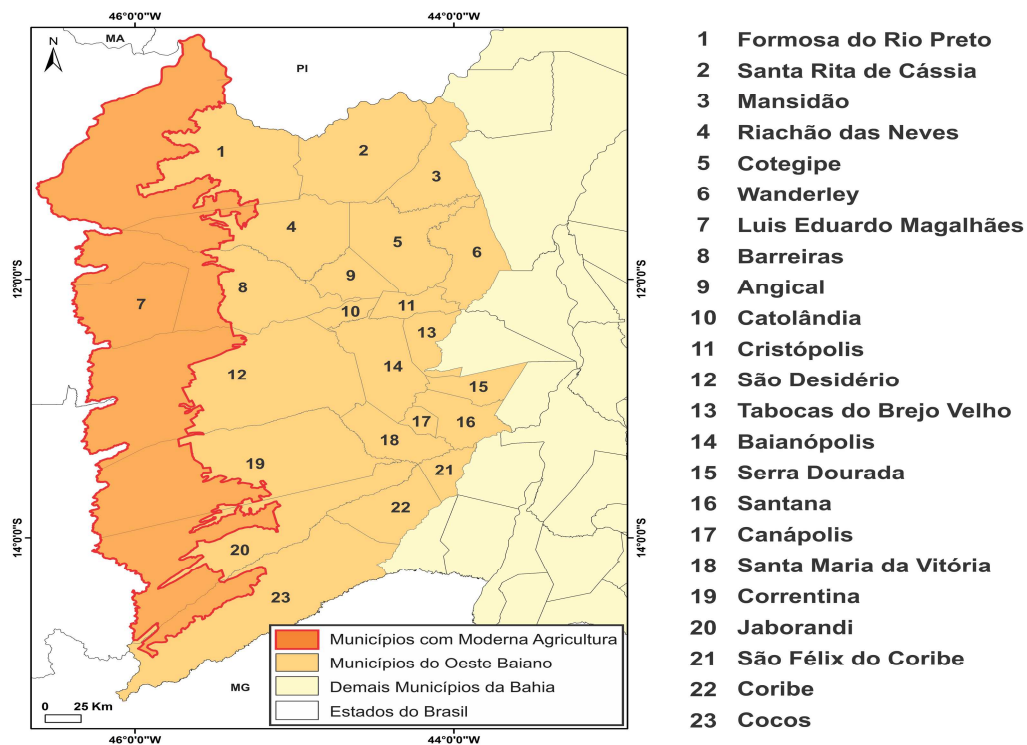 46°0'0"W
44°0'0"W
N
MA
PI
1
2
3
4
5
6
7
8
9
10
11
12
13
14
15
16
17
18
19
20
21
22
23
12°0'0"S
12°0'0"S
14°0'0"S
14°0'0"S
MG
0 25 Km
Municípios com Moderna Agricultura
Municípios do Oeste Baiano
Demais Municípios da Bahia
Estados do Brasil
46°0'0"W
44°0'0"W
1 Formosa do Rio Preto
2 Santa Rita de Cássia
3 Mansidão
4 Riachão das Neves
5 Cotegipe
6 Wanderley
7 Luis Eduardo Magalhães
8 Barreiras
9 Angical
10 Catolândia
11 Cristópolis
12 São Desidério
13 Tabocas do Brejo Velho
14 Baianópolis
15 Serra Dourada
16 Santana
17 Canápolis
18 Santa Maria da Vitória
19 Correntina
20 Jaborandi
21 São Félix do Coribe
22 Coribe
23 Cocos